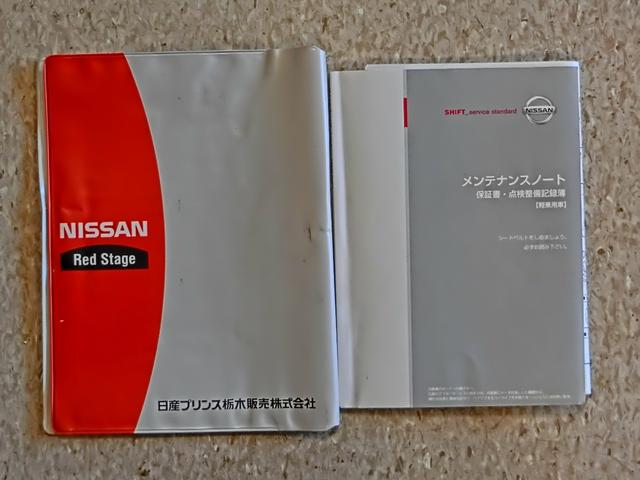 NISSAN
Red Stage
日産プリンス栃木販売株式会社
SHIFT_service standard
NISSAN
メンテナンスノート
保証書・点検整備記録簿
【軽乗用車】
シートベルトをしめましょう。
必ずお読み下さい。